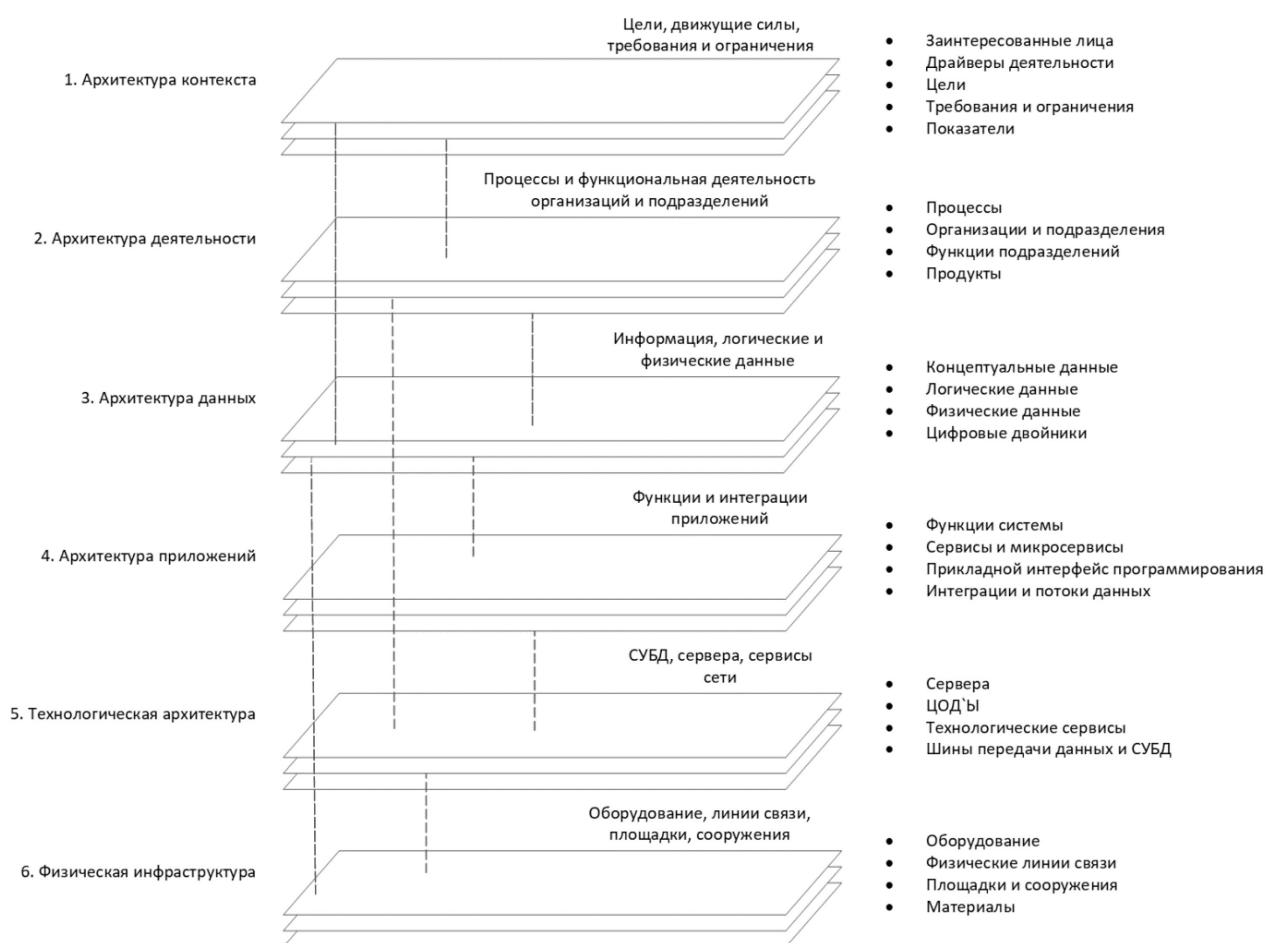 Цели, движущие силы,
требования и ограничения
1. Архитектура контекста
• Заинтересованные лица
• Драйверы деятельности
• Цели
• Требования и ограничения
• Показатели
Процессы и функциональная деятельность
организаций и подразделений
2. Архитектура деятельности
• Процессы
• Организации и подразделения
• Функции подразделений
• Продукты
Информация, логические и
физические данные
3. Архитектура данных
• Концептуальные данные
• Логические данные
• Физические данные
• Цифровые двойники
Функции и интеграции
приложений
4. Архитектура приложений
• Функции системы
• Сервисы и микросервисы
• Прикладной интерфейс программирования
• Интеграции и потоки данных
СУБД, сервера, сервисы
сети
5. Технологическая архитектура
• Сервера
• ЦОД`Ы
• Технологические сервисы
• Шины передачи данных и СУБД
Оборудование, линии связи,
площадки, сооружения
6. Физическая инфраструктура
• Оборудование
• Физические линии связи
• Площадки и сооружения
• Материалы